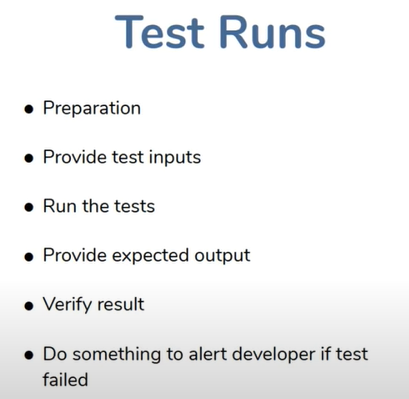 Test Runs
● Preparation
● Provide test inputs
● Run the tests
● Provide expected output
● Verify result
● Do something to alert developer if test
failed